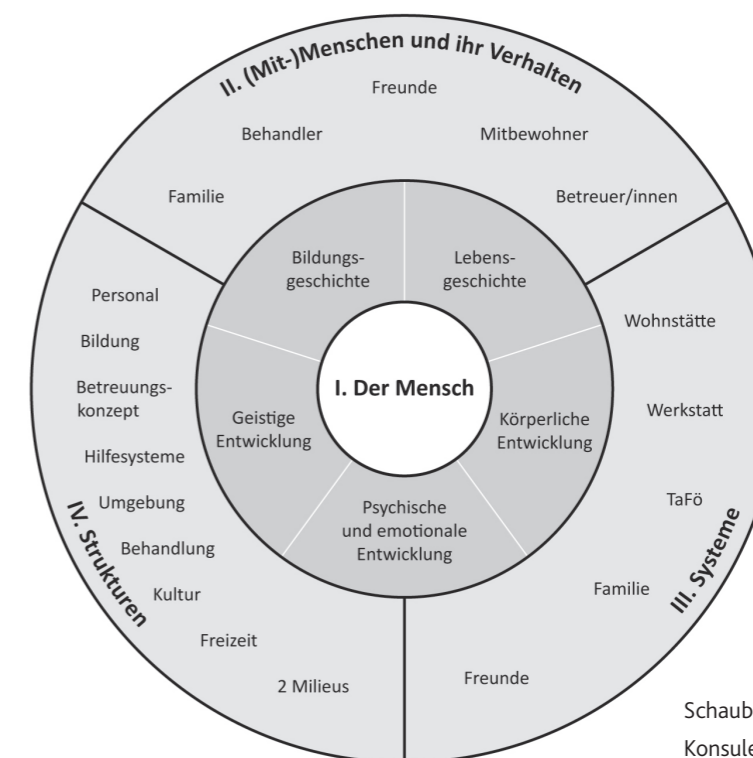 II. (Mit-)Menschen und ihr Verhalten
Freunde
Behandler
Mitbewohner
Familie
Betreuer/innen
Bildungs-
geschichte
Lebens-
geschichte
I. Der Mensch
Geistige
Entwicklung
Körperliche
Entwicklung
Psychische
und emotionale
Entwicklung
Wohnstätte
Werkstatt
TaFö
Familie
Freunde
III. Systeme
Personal
Bildung
Betreuungs-
konzept
Hilfesysteme
Umgebung
Behandlung
Kultur
Freizeit
2 Milieus
IV. Strukturen
Schaub
Konsule